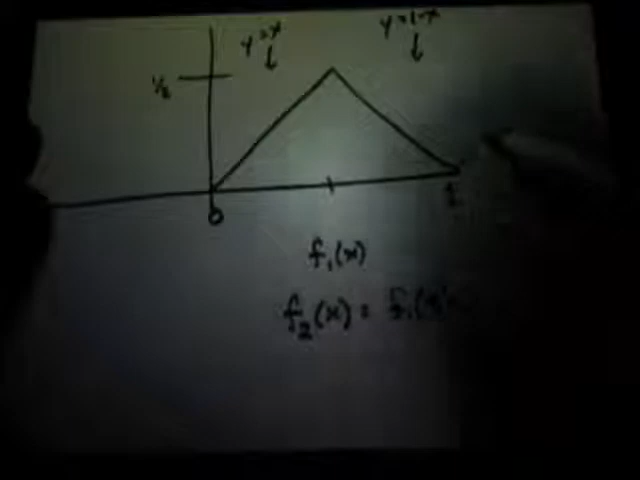 y=x y=1-x
1/2
0 1
f₁(x)
f₂(x) = f₁(x